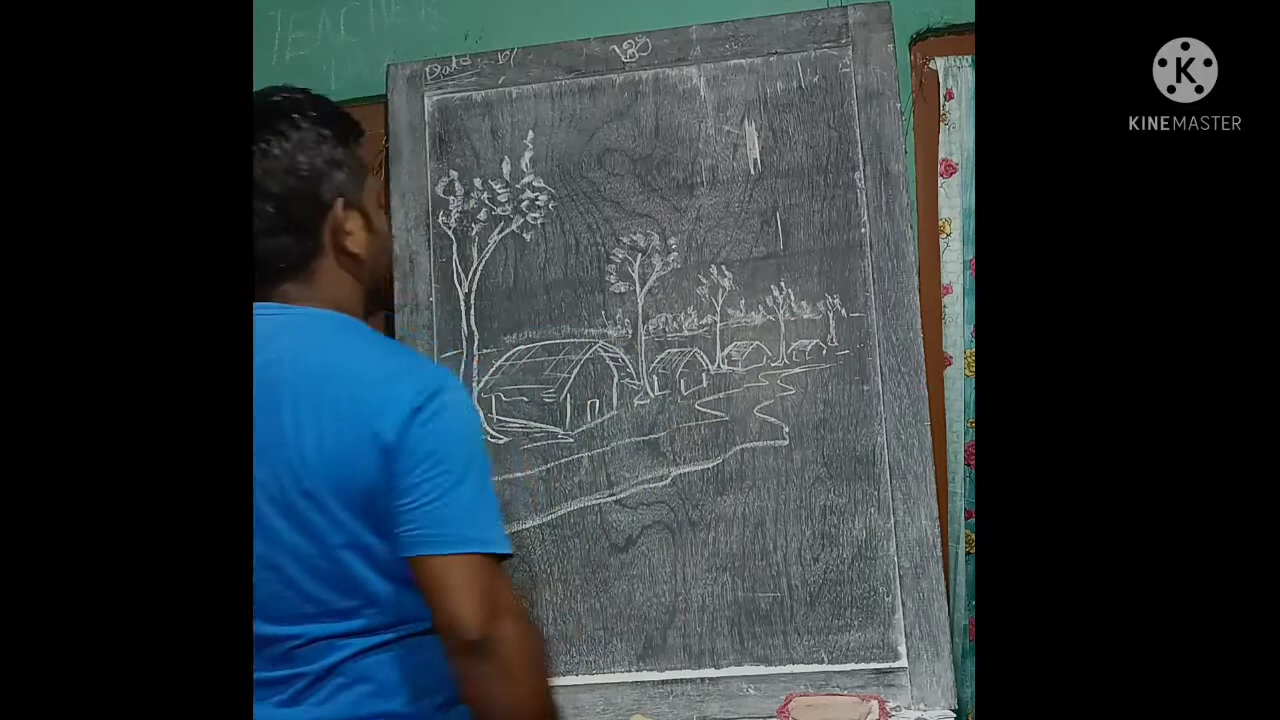 TEACHER
Date :- 10/
ওঁ
K
KINEMASTER